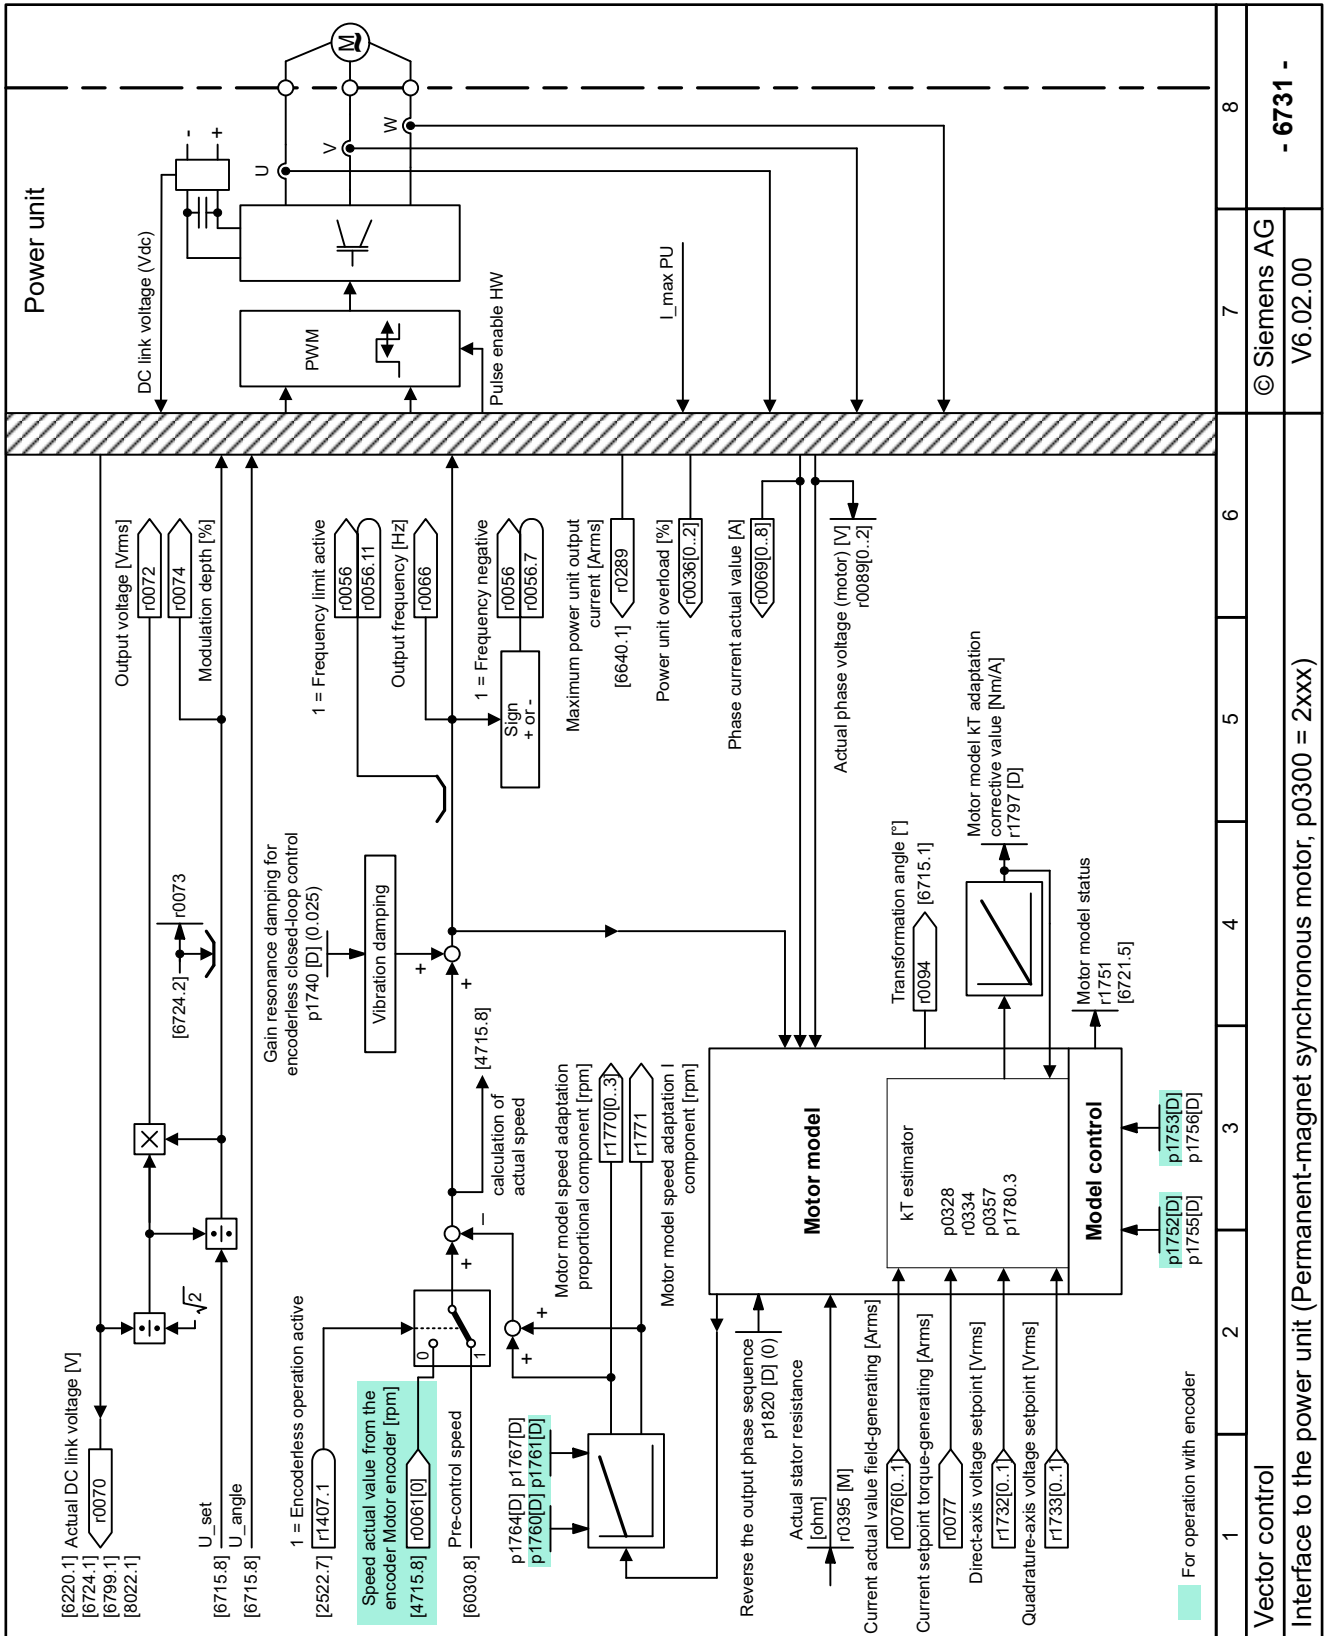 [6220.1] Actual DC link voltage [V]
[6724.1]
[6799.1]
[8022.1]
r0070
√2
Output voltage [Vrms]
r0072
r0074
Modulation depth [%]
[6724.2]
r0073
U_set
[6715.8]
U_angle
[6715.8]
1 = Encoderless operation active
[2522.7]
r1407.1
Speed actual value from the
encoder Motor encoder [rpm]
[4715.8]
r0061[0]
Pre-control speed
[6030.8]
0
1
+
−
+
+
calculation of
actual speed
[4715.8]
Gain resonance damping for
encoderless closed-loop control
p1740 [D] (0.025)
Vibration damping
+
+
1 = Frequency limit active
r0056
r0056.11
Output frequency [Hz]
r0066
1 = Frequency negative
r0056
r0056.7
Sign
+ or -
Maximum power unit output
current [Arms]
[6640.1]
r0289
Power unit overload [%]
r0036[0..2]
Phase current actual value [A]
r0069[0..8]
Actual phase voltage (motor) [V]
r0089[0..2]
p1764[D] p1767[D]
p1760[D] p1761[D]
Motor model speed adaptation
proportional component [rpm]
r1770[0..3]
r1771
Motor model speed adaptation I
component [rpm]
Reverse the output phase sequence
p1820 [D] (0)
Actual stator resistance
[ohm]
r0395 [M]
Current actual value field-generating [Arms]
r0076[0..1]
Current setpoint torque-generating [Arms]
r0077
Direct-axis voltage setpoint [Vrms]
r1732[0..1]
Quadrature-axis voltage setpoint [Vrms]
r1733[0..1]
Motor model
kT estimator
p0328
r0334
p0357
p1780.3
Model control
p1752[D]
p1755[D]
p1753[D]
p1756[D]
Transformation angle [°]
r0094
[6715.1]
Motor model kT adaptation
corrective value [Nm/A]
r1797 [D]
Motor model status
r1751
[6721.5]
Power unit
DC link voltage (Vdc)
-
+
PWM
Pulse enable HW
I_max PU
U
V
W
M
For operation with encoder
1
2
3
4
5
6
7
8
Vector control
Interface to the power unit (Permanent-magnet synchronous motor, p0300 = 2xxx)
© Siemens AG
V6.02.00
- 6731 -